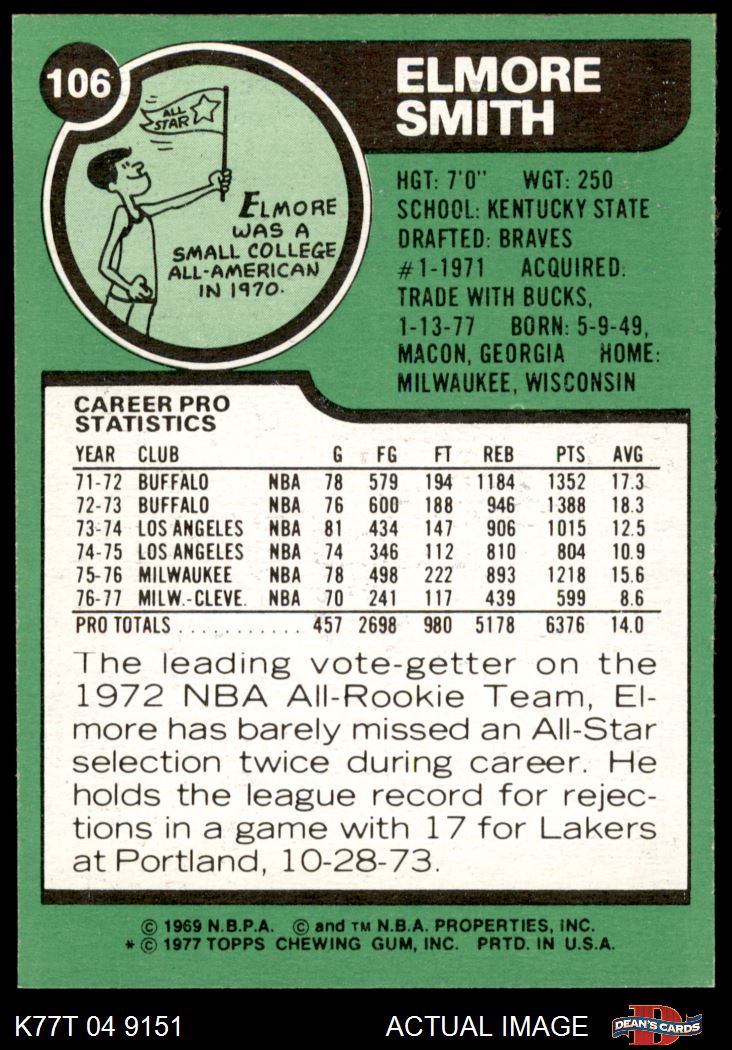 106
ELMORE
SMITH
ALL
STAR
ELMORE
WAS A
SMALL COLLEGE
ALL-AMERICAN
IN 1970.
HGT: 7'0" WGT: 250
SCHOOL: KENTUCKY STATE
DRAFTED: BRAVES
#1-1971 ACQUIRED:
TRADE WITH BUCKS,
1-13-77 BORN: 5-9-49,
MACON, GEORGIA HOME:
MILWAUKEE, WISCONSIN
CAREER PRO
STATISTICS
YEAR CLUB G FG FT REB PTS AVG
71-72 BUFFALO NBA 78 579 194 1184 1352 17.3
72-73 BUFFALO NBA 76 600 188 946 1388 18.3
73-74 LOS ANGELES NBA 81 434 147 906 1015 12.5
74-75 LOS ANGELES NBA 74 346 112 810 804 10.9
75-76 MILWAUKEE NBA 78 498 222 893 1218 15.6
76-77 MILW.-CLEVE. NBA 70 241 117 439 599 8.6
PRO TOTALS . . . . . . . . . . . 457 2698 980 5178 6376 14.0
The leading vote-getter on the
1972 NBA All-Rookie Team, El-
more has barely missed an All-Star
selection twice during career. He
holds the league record for rejec-
tions in a game with 17 for Lakers
at Portland, 10-28-73.
© 1969 N.B.P.A. © and TM N.B.A. PROPERTIES, INC.
* © 1977 TOPPS CHEWING GUM, INC. PRTD. IN U.S.A.
K77T 04 9151 ACTUAL IMAGE DEAN'S CARDS